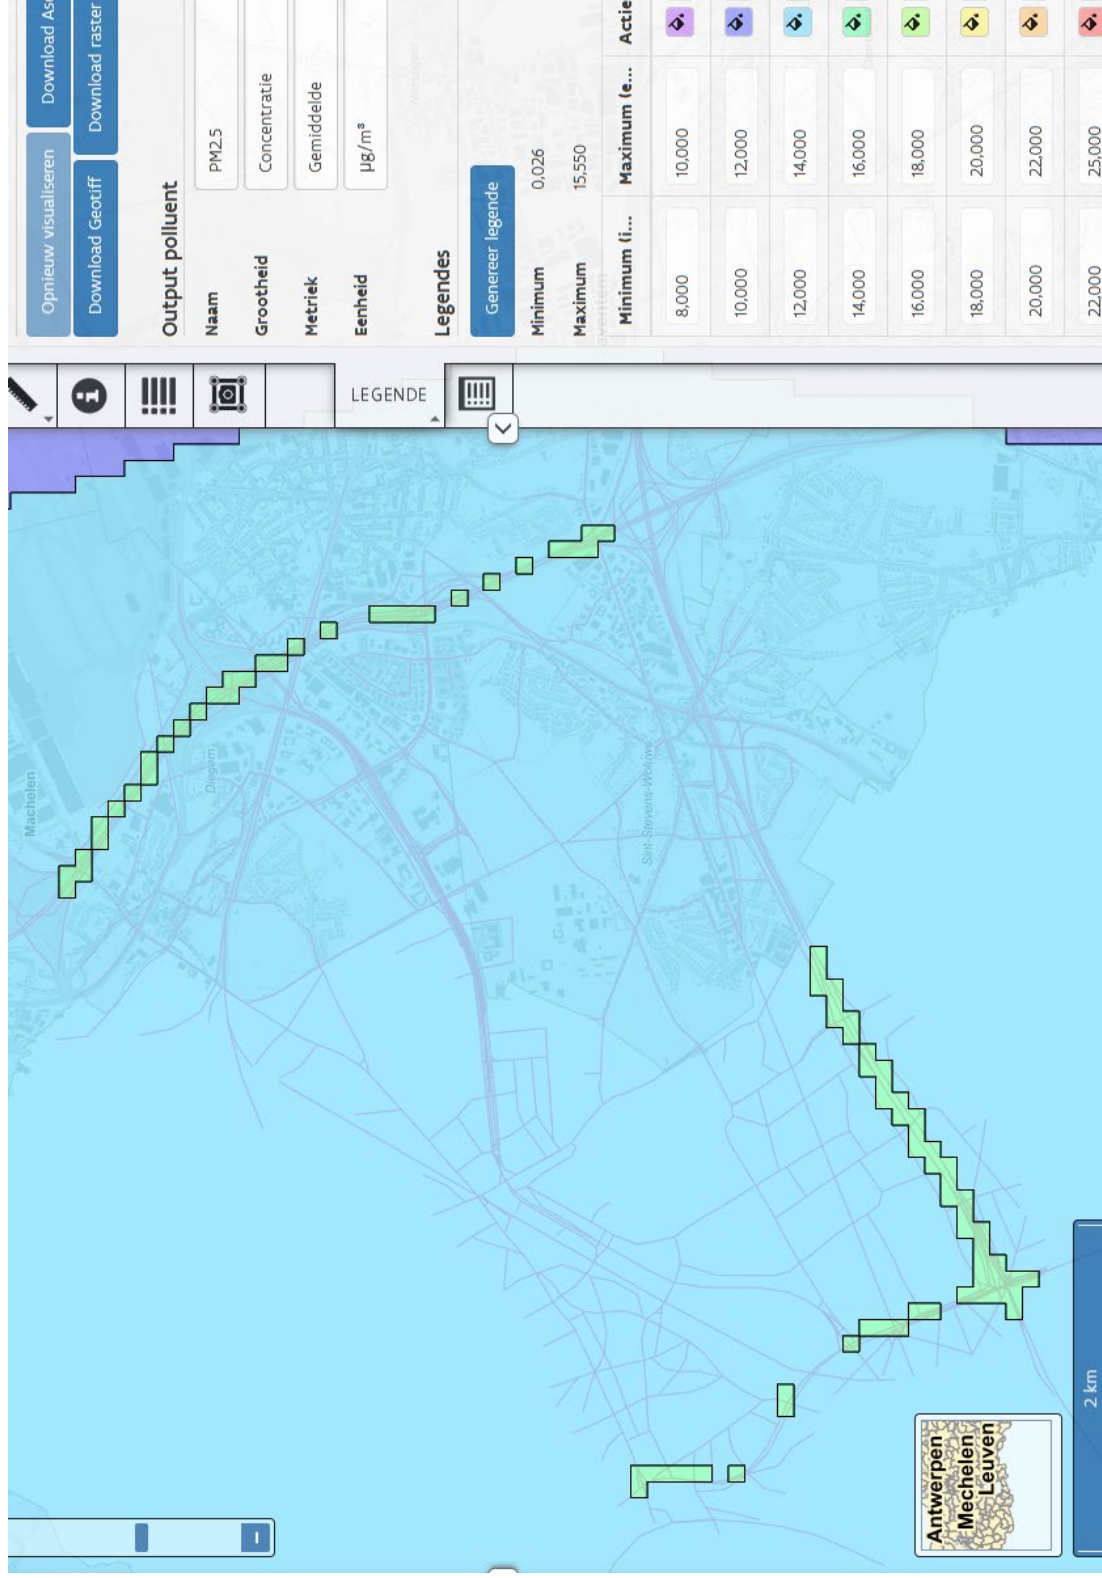 Opnieuw visualiseren
Download Asc
Download Geotiff
Download raster
Output polluent
Naam PM2.5
Grootheid Concentratie
Metriek Gemiddelde
Eenheid µg/m³
Legendes
Genereer legende
Minimum 0,026
Maximum 15,550
Minimum (i... Maximum (e... Actie
8,000 10,000
10,000 12,000
12,000 14,000
14,000 16,000
16,000 18,000
18,000 20,000
20,000 22,000
22,000 25,000
LEGENDE
Machelen
Diegem
Sint-Stevens-Woluwe
Antwerpen
Mechelen
Leuven
2 km